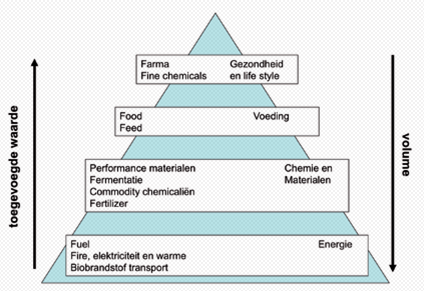 Farma Gezondheid
Fine chemicals en life style
Food Voeding
Feed
Performance materialen Chemie en
Fermentatie Materialen
Commodity chemicaliën
Fertilizer
Fuel Energie
Fire, elektriciteit en warme
Biobrandstof transport
toegevoegde waarde
volume